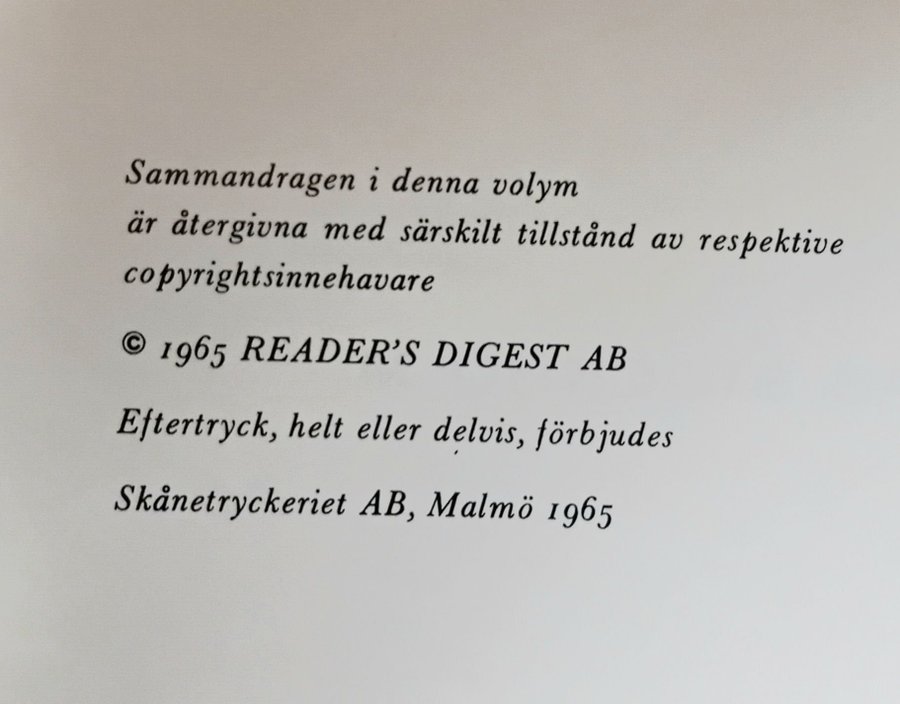 Sammandragen i denna volym
är återgivna med särskilt tillstånd av respektive
copyrightsinnehavare
© 1965 READER'S DIGEST AB
Eftertryck, helt eller delvis, förbjudes
Skånetryckeriet AB, Malmö 1965